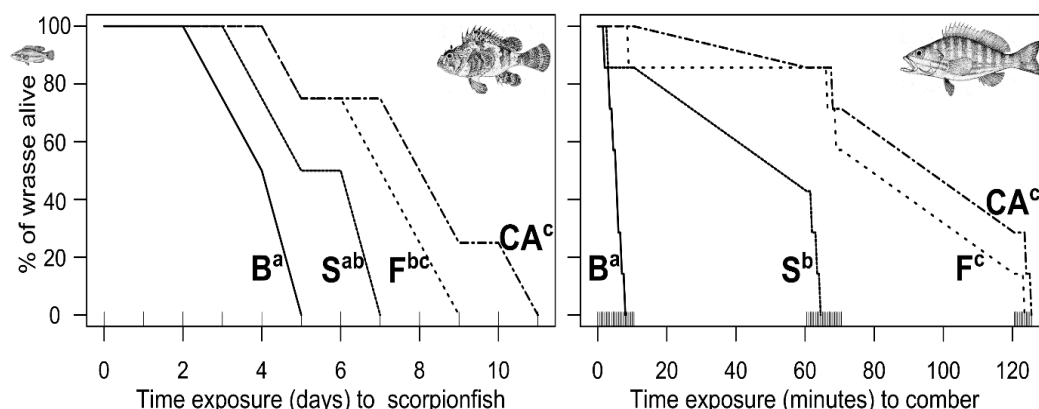 % of wrasse alive
100
80
60
40
20
0
B^a
S^ab
F^bc
CA^c
0 2 4 6 8 10
Time exposure (days) to scorpionfish
B^a
S^b
F^c
CA^c
0 20 40 60 80 100 120
Time exposure (minutes) to comber